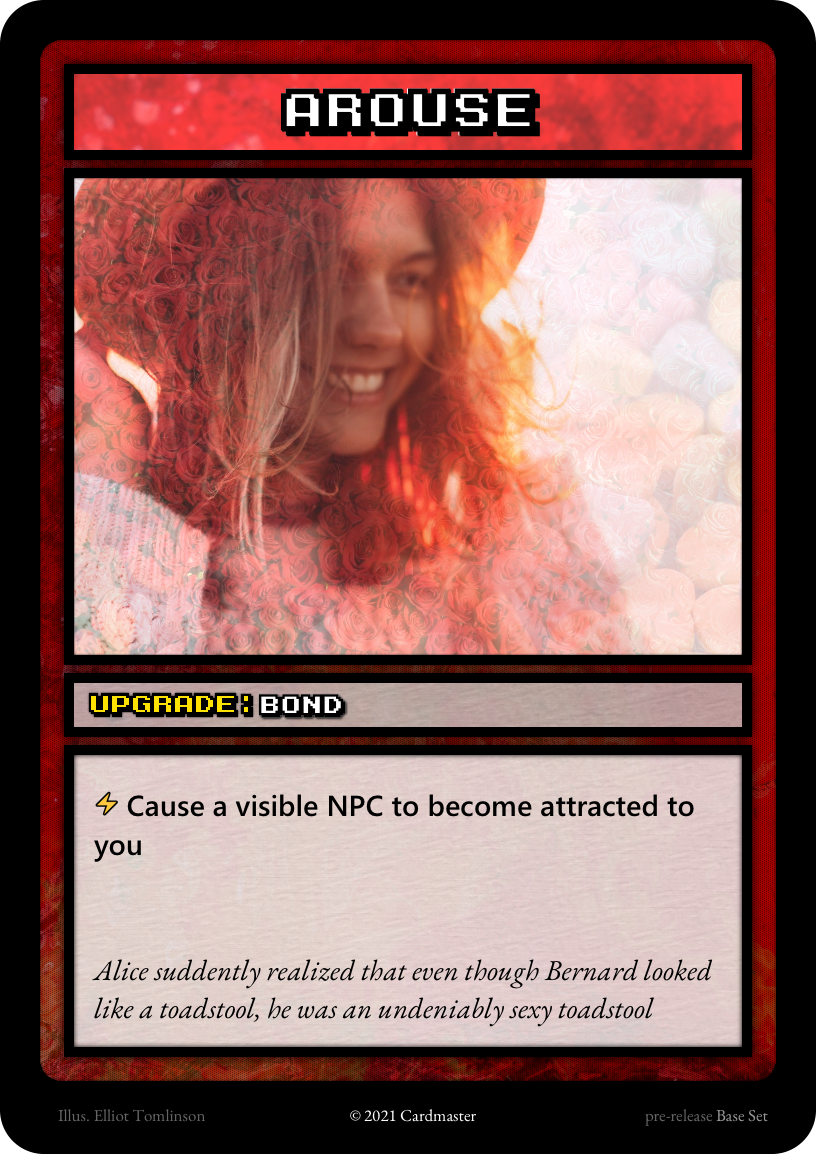 AROUSE
UPGRADE: BOND
⚡ Cause a visible NPC to become attracted to
you
Alice suddently realized that even though Bernard looked
like a toadstool, he was an undeniably sexy toadstool
Illus. Elliot Tomlinson © 2021 Cardmaster pre-release Base Set